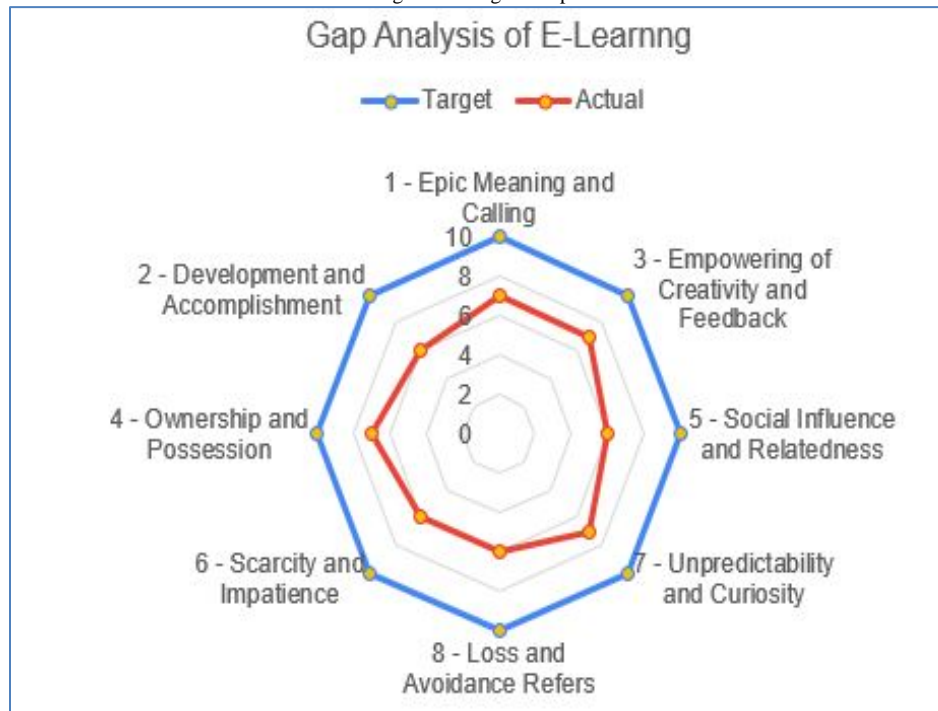 Gap Analysis of E-Learnng
Target Actual
1 - Epic Meaning and
Calling
10
8
6
4
2
0
3 - Empowering of
Creativity and
Feedback
5 - Social Influence
and Relatedness
7 - Unpredictability
and Curiosity
8 - Loss and
Avoidance Refers
6 - Scarcity and
Impatience
4 - Ownership and
Possession
2 - Development and
Accomplishment